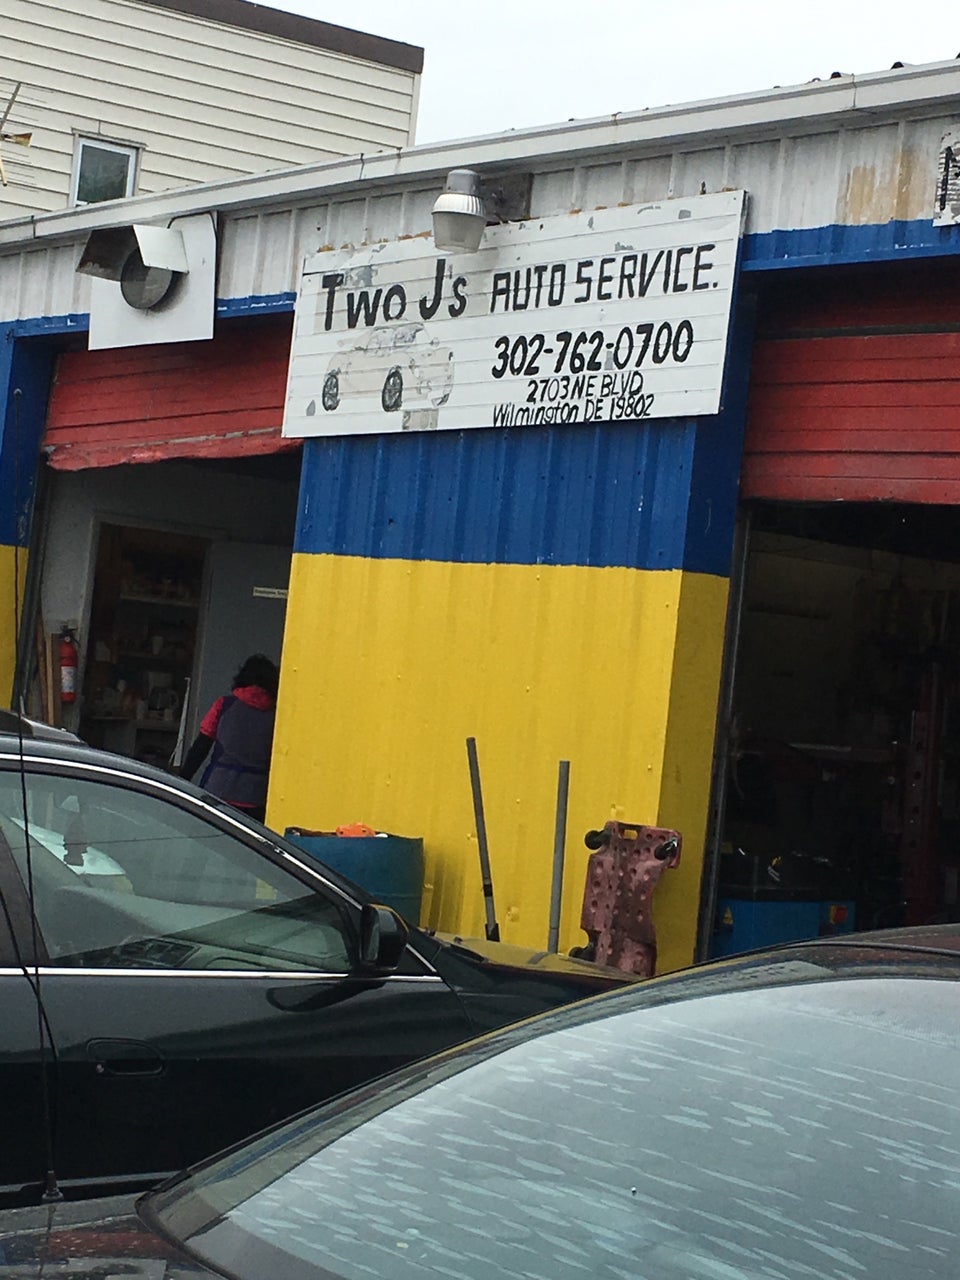 Two J's AUTO SERVICE.
302-762-0700
2703 NE BLVD
Wilmington DE 19802